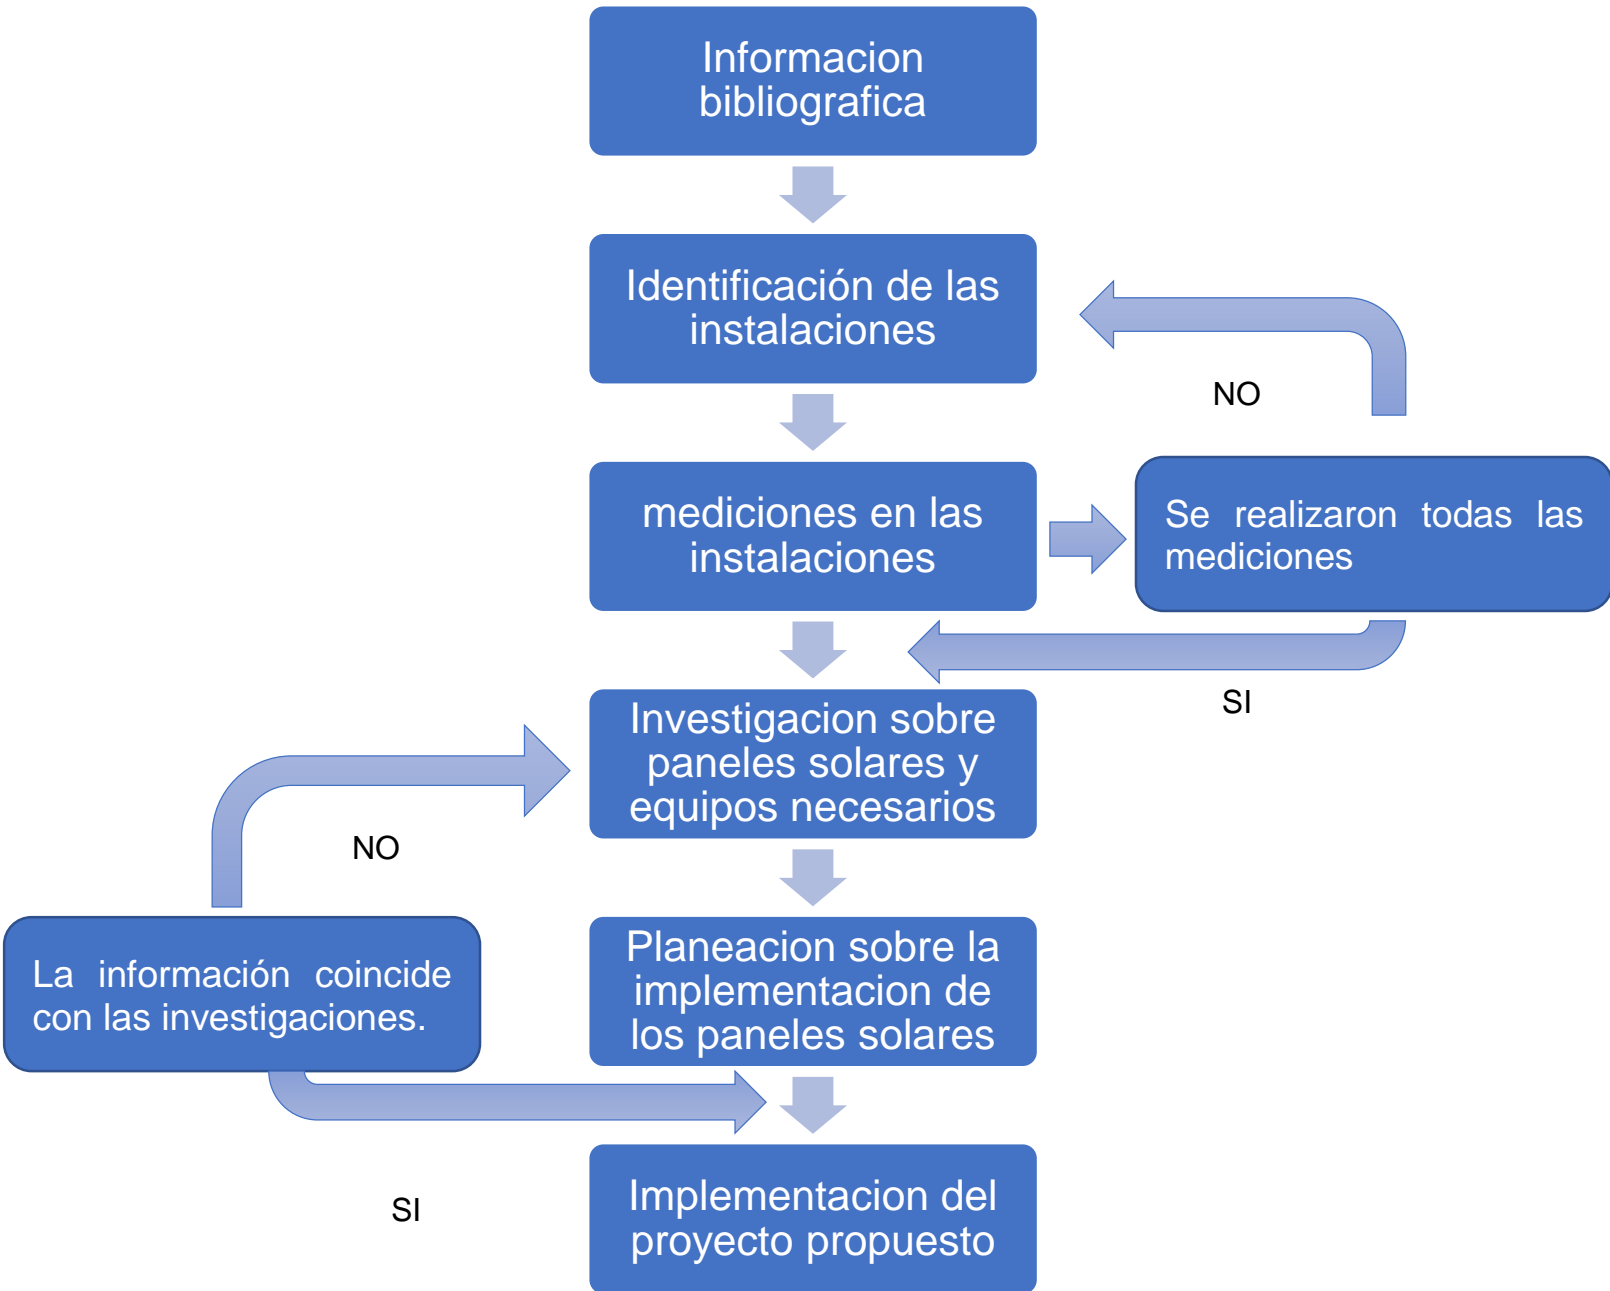 Informacion
bibliografica
Identificación de las
instalaciones
NO
mediciones en las
instalaciones
Se realizaron todas las
mediciones
SI
Investigacion sobre
paneles solares y
equipos necesarios
NO
La información coincide
con las investigaciones.
Planeacion sobre la
implementacion de
los paneles solares
SI
Implementacion del
proyecto propuesto